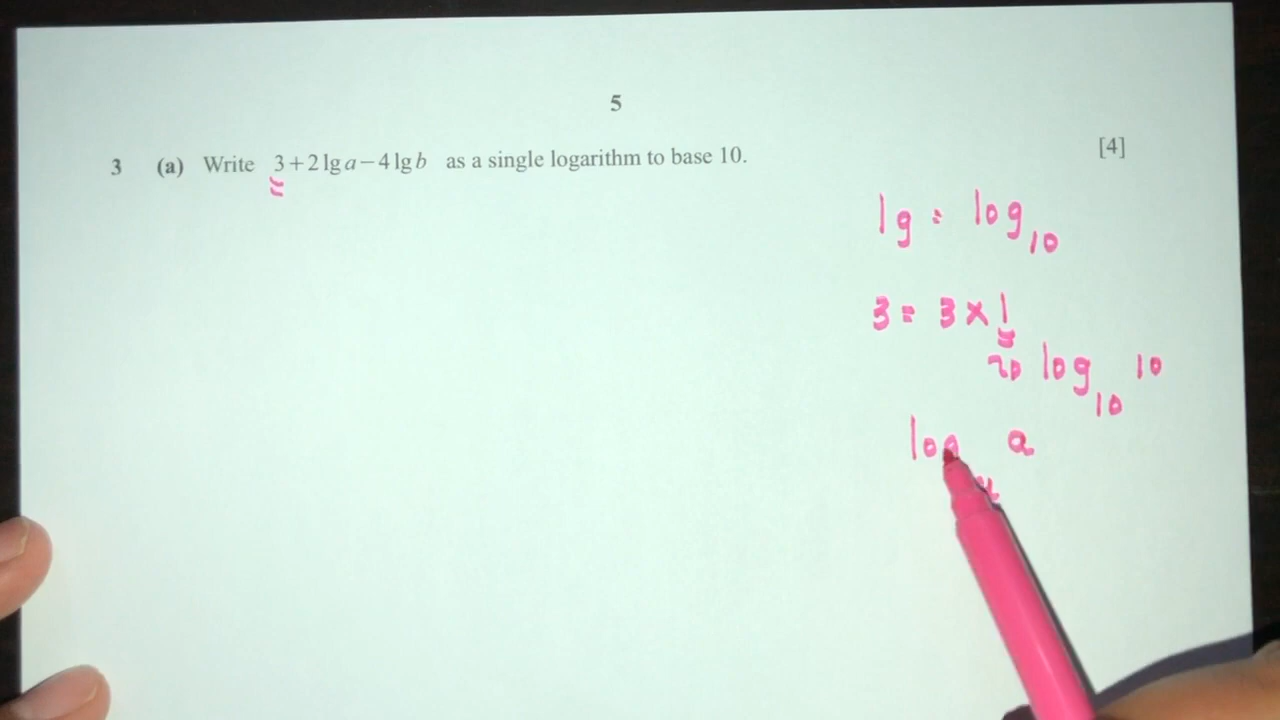 5
3 (a) Write 3+2 lg a−4 lg b as a single logarithm to base 10. [4]
lg = log10
3 = 3 × 1
log10 10
log a